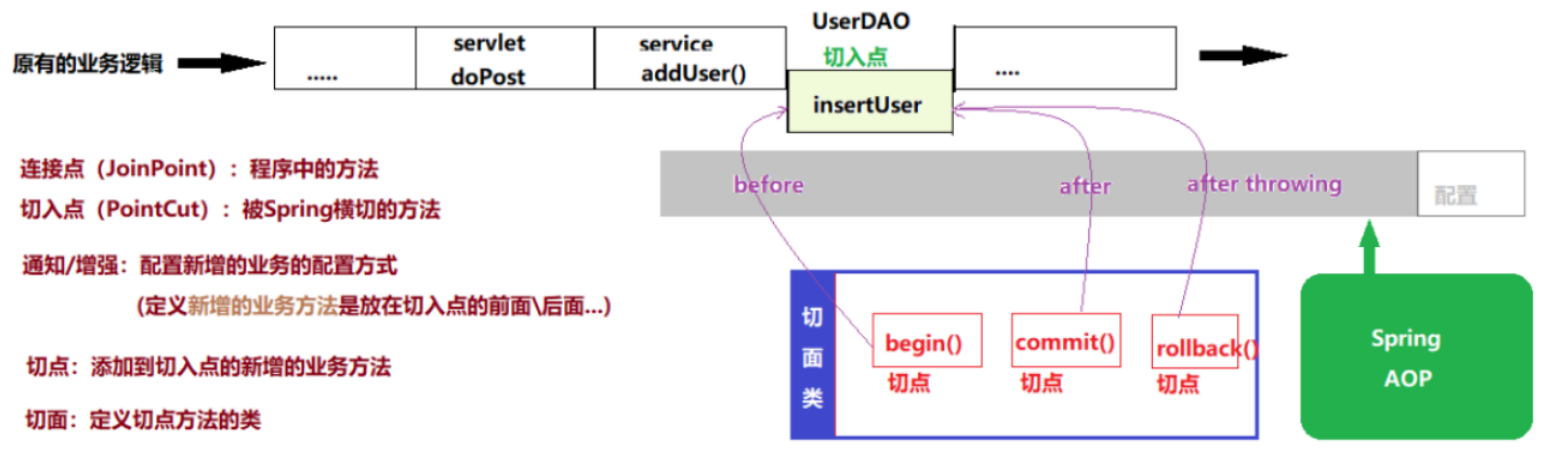 UserDAO
切入点
原有的业务逻辑
.....
servlet
doPost
service
addUser()
insertUser
....
连接点（JoinPoint）：程序中的方法
切入点（PointCut）：被Spring横切的方法
通知/增强：配置新增的业务的配置方式
(定义新增的业务方法是放在切入点的前面\后面...)
切点：添加到切入点的新增的业务方法
切面：定义切点方法的类
before
after
after throwing
配置
切面类
begin()
切点
commit()
切点
rollback()
切点
Spring
AOP